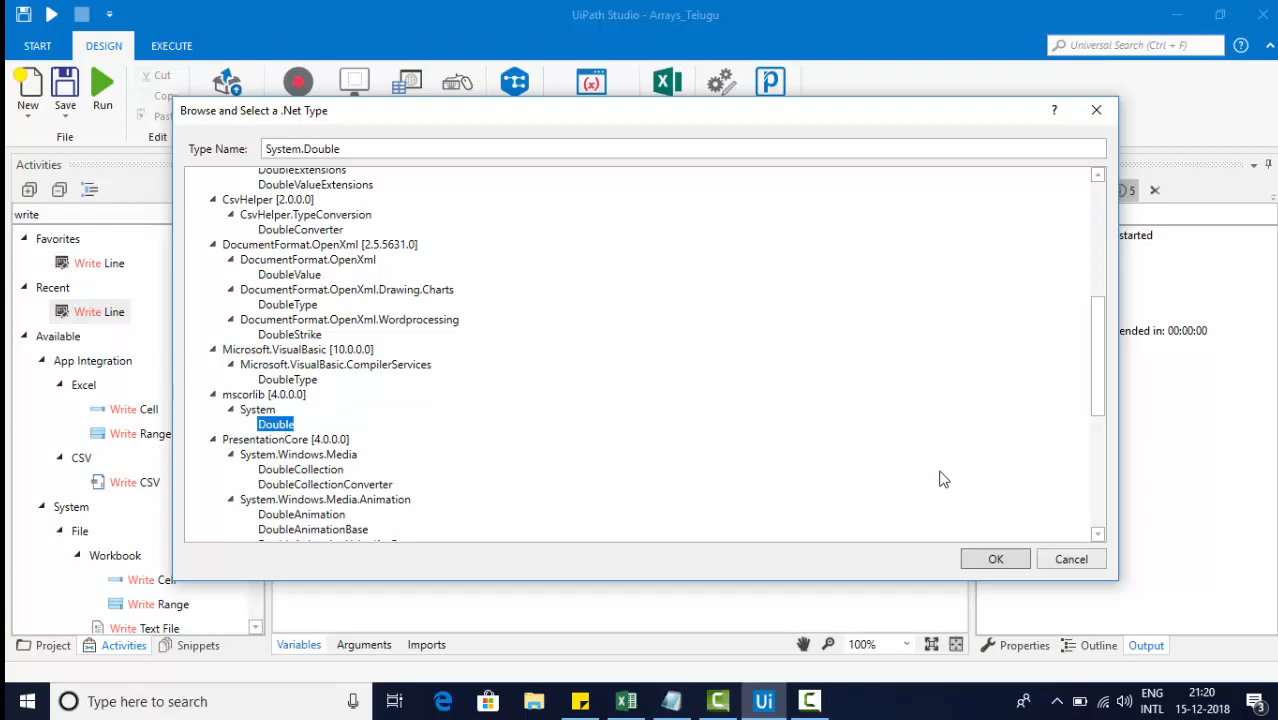 UiPath Studio - Arrays_Telugu
START
DESIGN
EXECUTE
Universal Search (Ctrl + F)
New
Save
Run
Cut
File
Edit
Browse and Select a .Net Type
Type Name:
System.Double
DoubleExtensions
DoubleValueExtensions
CsvHelper [2.0.0.0]
CsvHelper.TypeConversion
DoubleConverter
DocumentFormat.OpenXml [2.5.5631.0]
DocumentFormat.OpenXml
DoubleValue
DocumentFormat.OpenXml.Drawing.Charts
DoubleType
DocumentFormat.OpenXml.Wordprocessing
DoubleStrike
Microsoft.VisualBasic [10.0.0.0]
Microsoft.VisualBasic.CompilerServices
DoubleType
mscorlib [4.0.0.0]
System
Double
PresentationCore [4.0.0.0]
System.Windows.Media
DoubleCollection
DoubleCollectionConverter
System.Windows.Media.Animation
DoubleAnimation
DoubleAnimationBase
OK
Cancel
Activities
write
Favorites
Write Line
Recent
Write Line
Available
App Integration
Excel
Write Cell
Write Range
CSV
Write CSV
System
File
Workbook
Write Cell
Write Range
Write Text File
5
started
ended in: 00:00:00
Project
Activities
Snippets
Variables
Arguments
Imports
100%
Properties
Outline
Output
Type here to search
ENG
INTL
21:20
15-12-2018
3